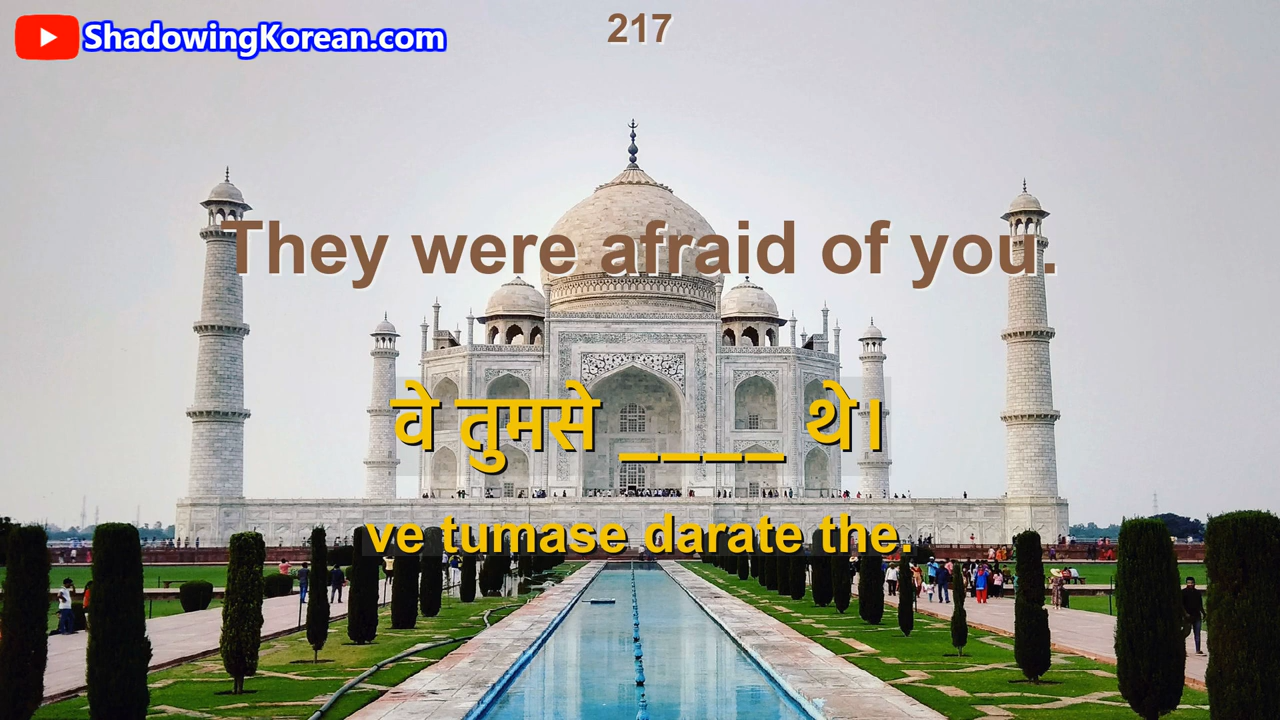 ShadowingKorean.com
217
They were afraid of you.
वे तुमसे ____ थे।
ve tumase darate the.